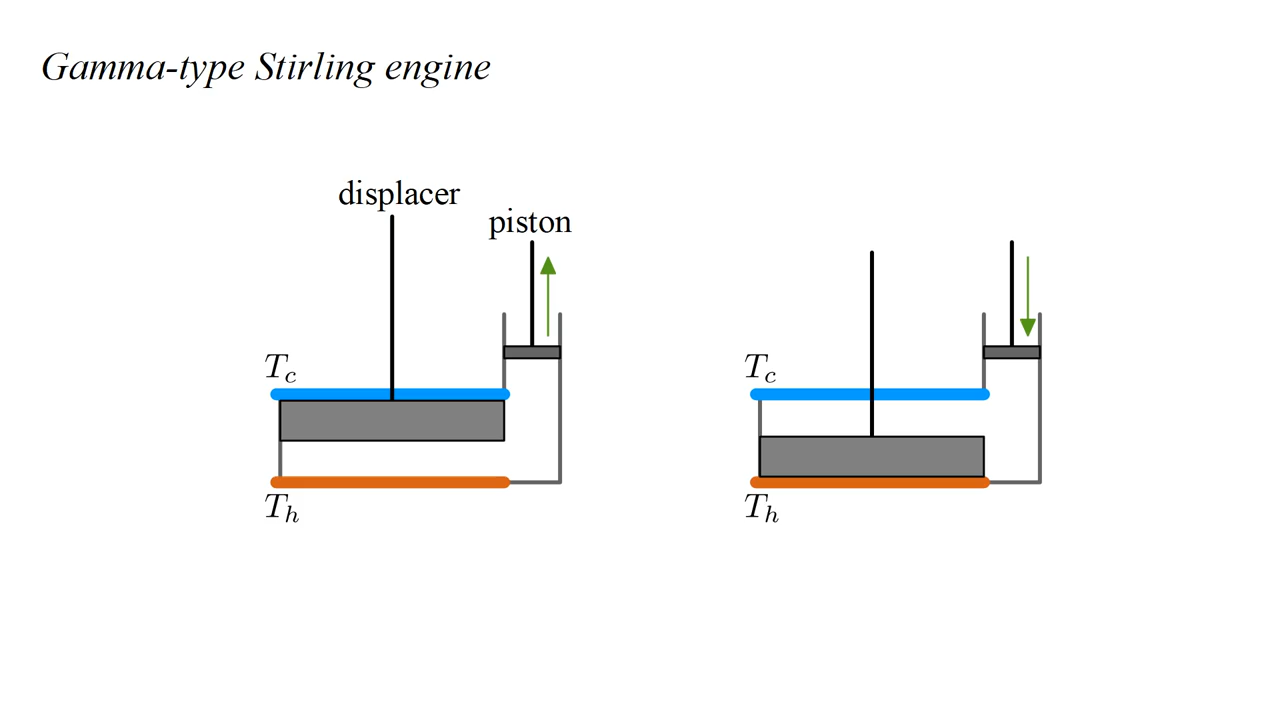 Gamma-type Stirling engine
displacer
piston
T_c
T_c
T_h
T_h